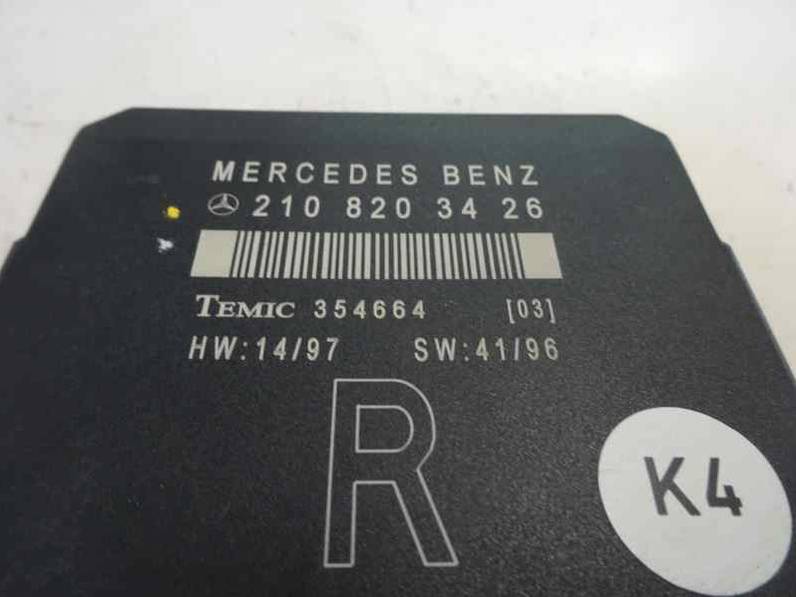 MERCEDES BENZ
210 820 34 26
TEMIC 354664 [03]
HW:14/97 SW:41/96
R
K4